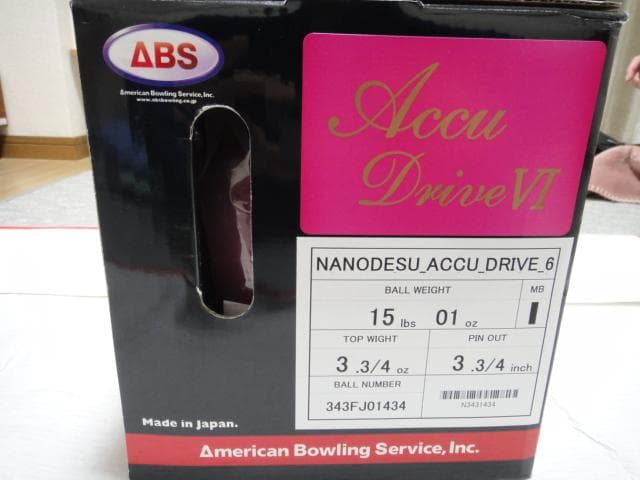 ABS
American Bowling Service, Inc.
www.absbowling.co.jp
Accu
Drive VI
NANODESU_ACCU_DRIVE_6
BALL WEIGHT
MB
15 lbs 01 oz
TOP WIGHT
PIN OUT
3 .3/4 oz
3 .3/4 inch
BALL NUMBER
343FJ01434
N3431434
Made in Japan.
American Bowling Service, Inc.